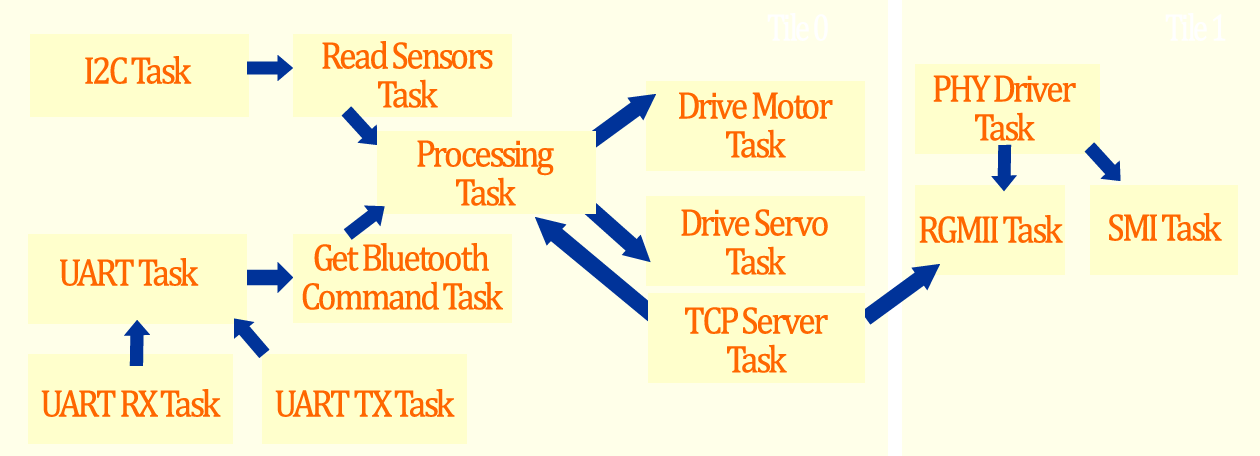 Tile 0
Tile 1
I2C Task
Read Sensors
Task
Drive Motor
Task
PHY Driver
Task
Processing
Task
Drive Servo
Task
RGMII Task
SMI Task
UART Task
Get Bluetooth
Command Task
TCP Server
Task
UART RX Task
UART TX Task